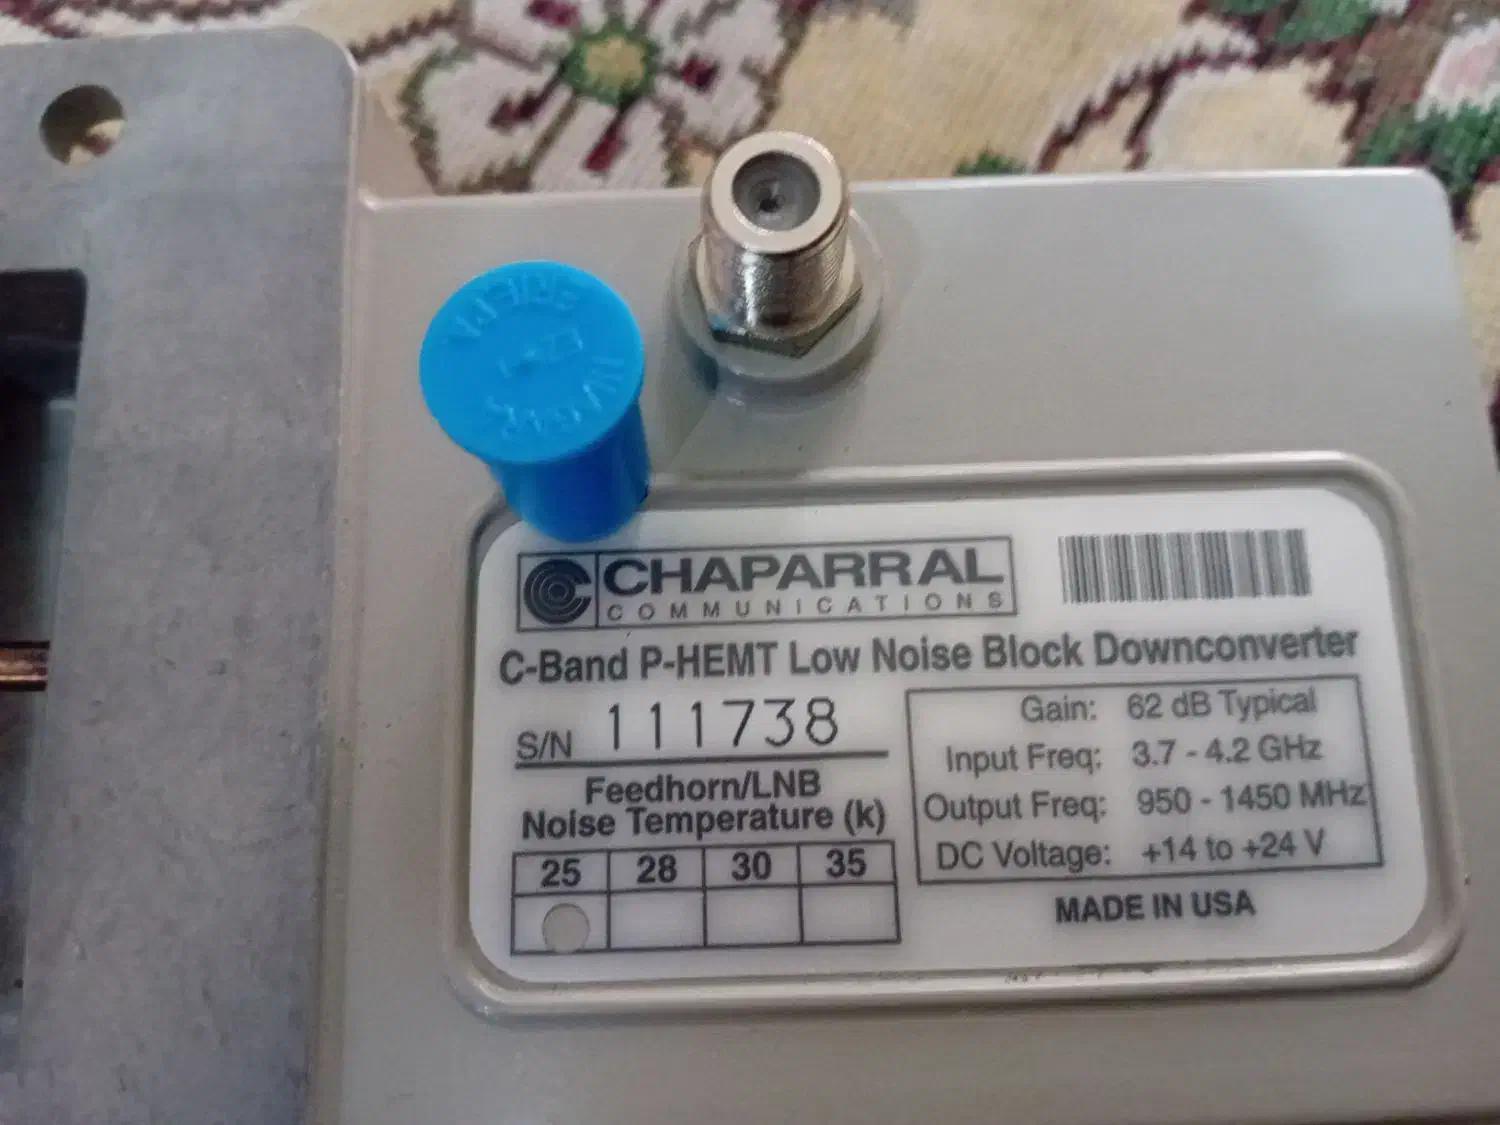 CHAPARRAL
COMMUNICATIONS
C-Band P-HEMT Low Noise Block Downconverter
S/N 111738
Feedhorn/LNB
Noise Temperature (k)
25 28 30 35
Gain: 62 dB Typical
Input Freq: 3.7 - 4.2 GHz
Output Freq: 950 - 1450 MHz
DC Voltage: +14 to +24 V
MADE IN USA